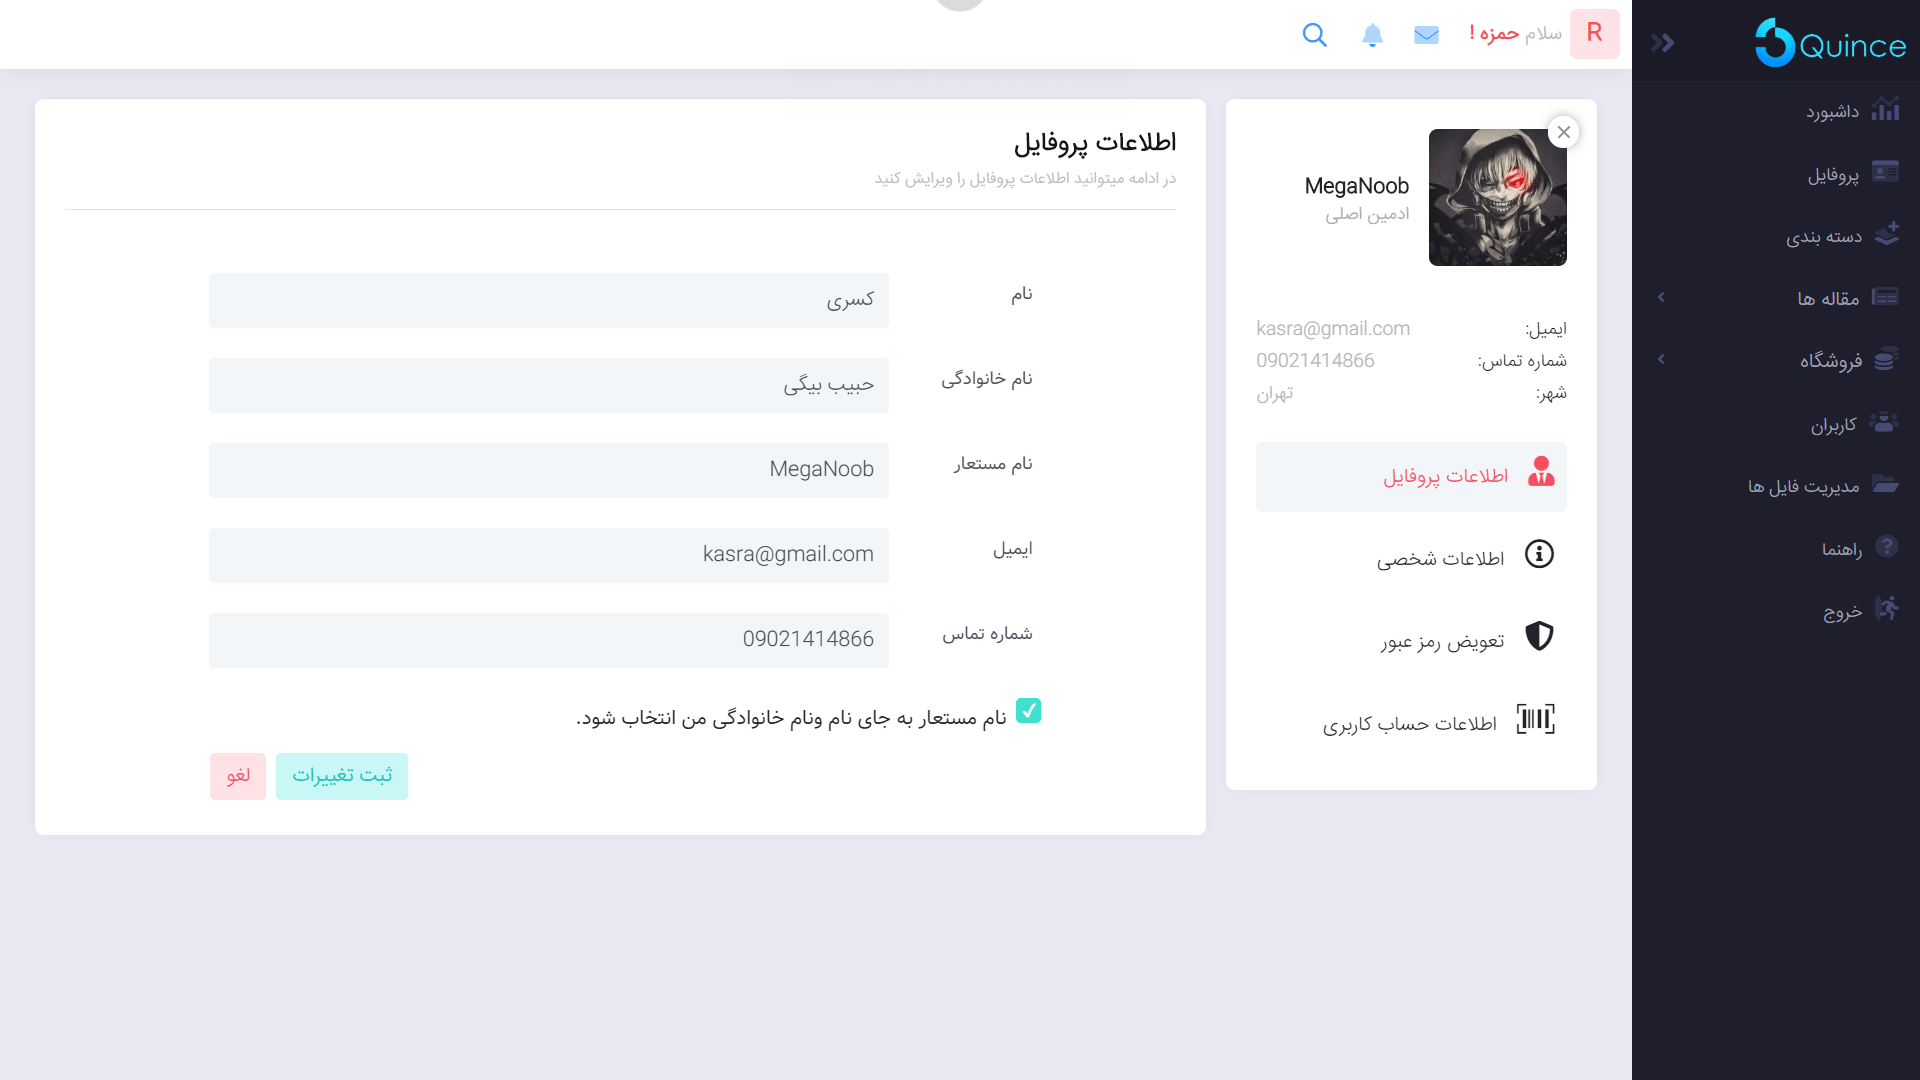 Quince
داشبورد
پروفایل
دسته بندی
مقاله ها
فروشگاه
کاربران
مدیریت فایل ها
راهنما
خروج
R
سلام حمزه !
MegaNoob
ادمین اصلی
ایمیل: kasra@gmail.com
شماره تماس: 09021414866
شهر: تهران
اطلاعات پروفایل
اطلاعات شخصی
تعویض رمز عبور
اطلاعات حساب کاربری
اطلاعات پروفایل
در ادامه میتوانید اطلاعات پروفایل را ویرایش کنید
نام کسری
نام خانوادگی حبیب بیگی
نام مستعار MegaNoob
ایمیل kasra@gmail.com
شماره تماس 09021414866
نام مستعار به جای نام ونام خانوادگی من انتخاب شود.
ثبت تغییرات لغو